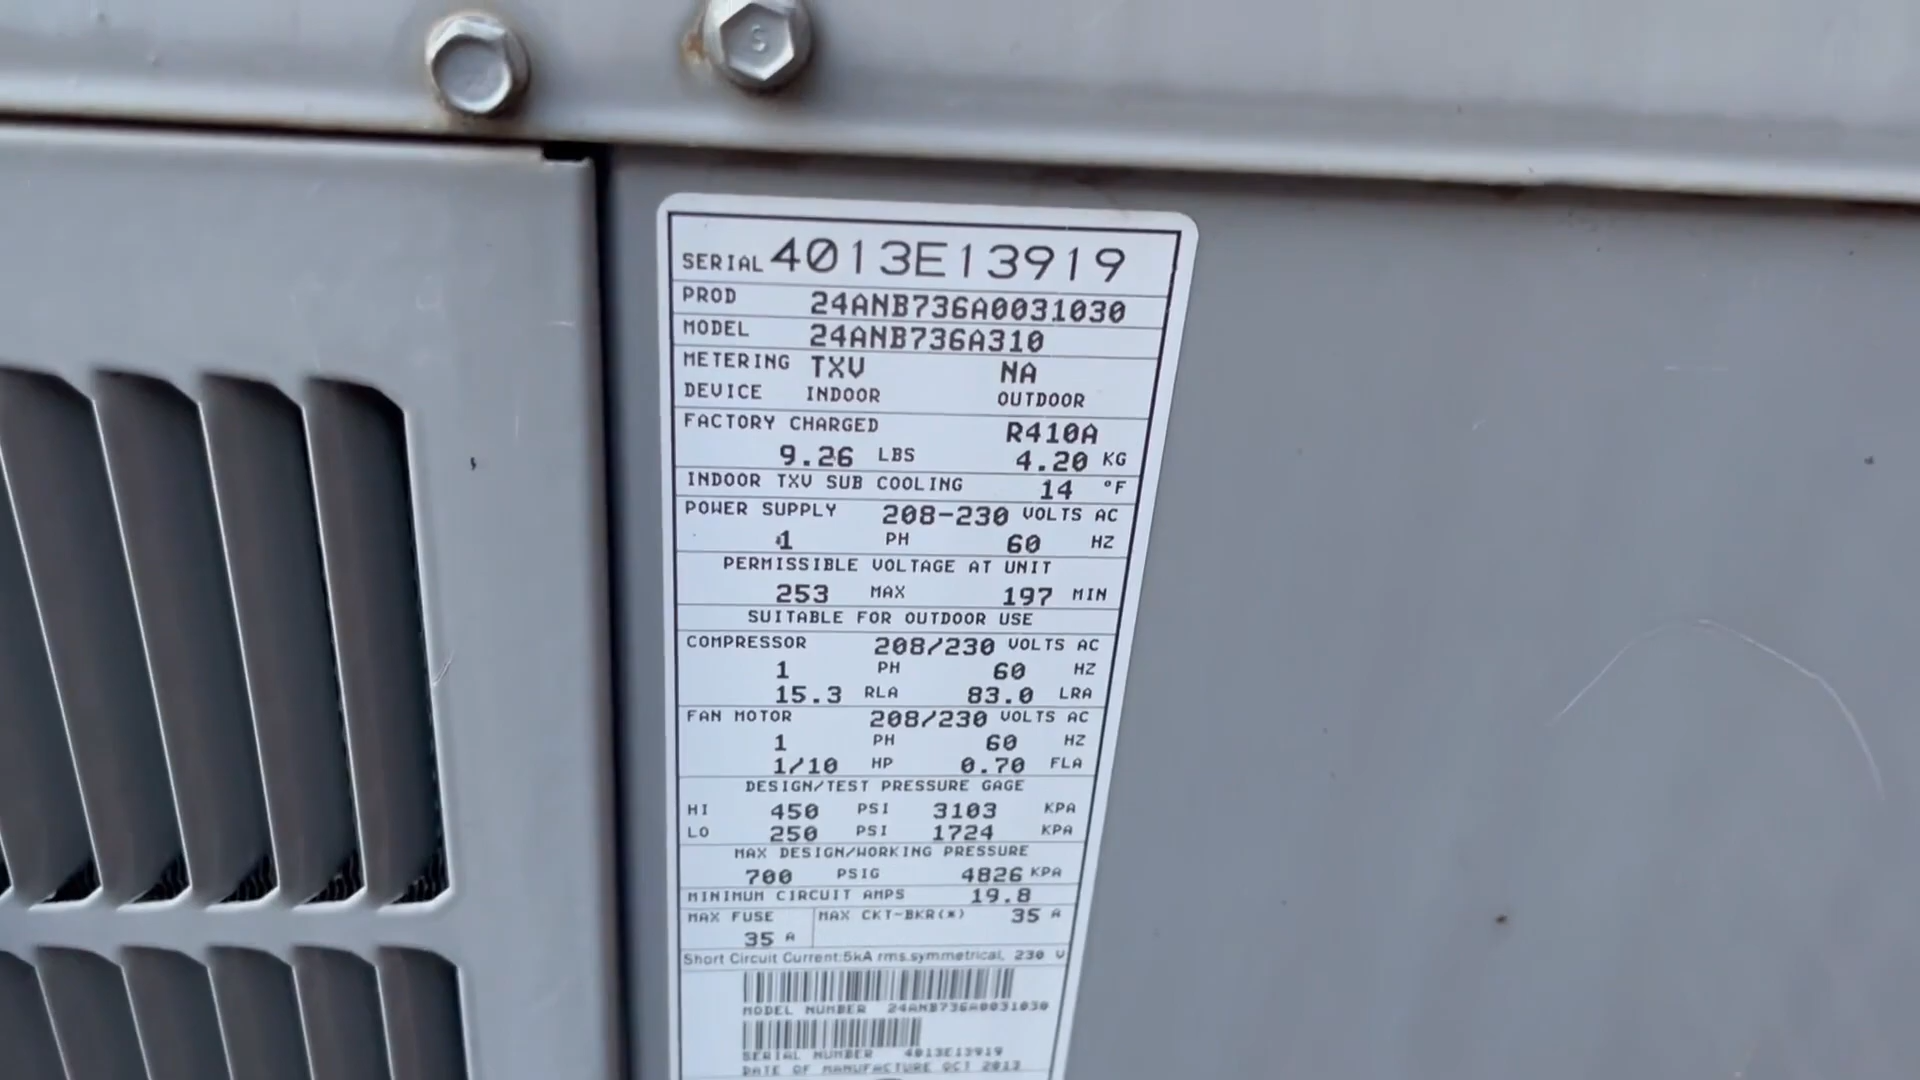 S
SERIAL 4013E13919
PROD 24ANB736A0031030
MODEL 24ANB736A310
METERING TXV NA
DEVICE INDOOR OUTDOOR
FACTORY CHARGED R410A
9.26 LBS 4.20 KG
INDOOR TXV SUB COOLING 14 °F
POWER SUPPLY 208-230 VOLTS AC
1 PH 60 HZ
PERMISSIBLE VOLTAGE AT UNIT
253 MAX 197 MIN
SUITABLE FOR OUTDOOR USE
COMPRESSOR 208/230 VOLTS AC
1 PH 60 HZ
15.3 RLA 83.0 LRA
FAN MOTOR 208/230 VOLTS AC
1 PH 60 HZ
1/10 HP 0.70 FLA
DESIGN/TEST PRESSURE GAGE
HI 450 PSI 3103 KPA
LO 250 PSI 1724 KPA
MAX DESIGN/WORKING PRESSURE
700 PSIG 4826 KPA
MINIMUM CIRCUIT AMPS 19.8
MAX FUSE MAX CKT-BKR(*) 35 A
35 A
Short Circuit Current:5kA rms.symmetrical, 230 V
MODEL NUMBER 24ANB736A0031030
SERIAL NUMBER 4013E13919
DATE OF MANUFACTURE OCT 2013